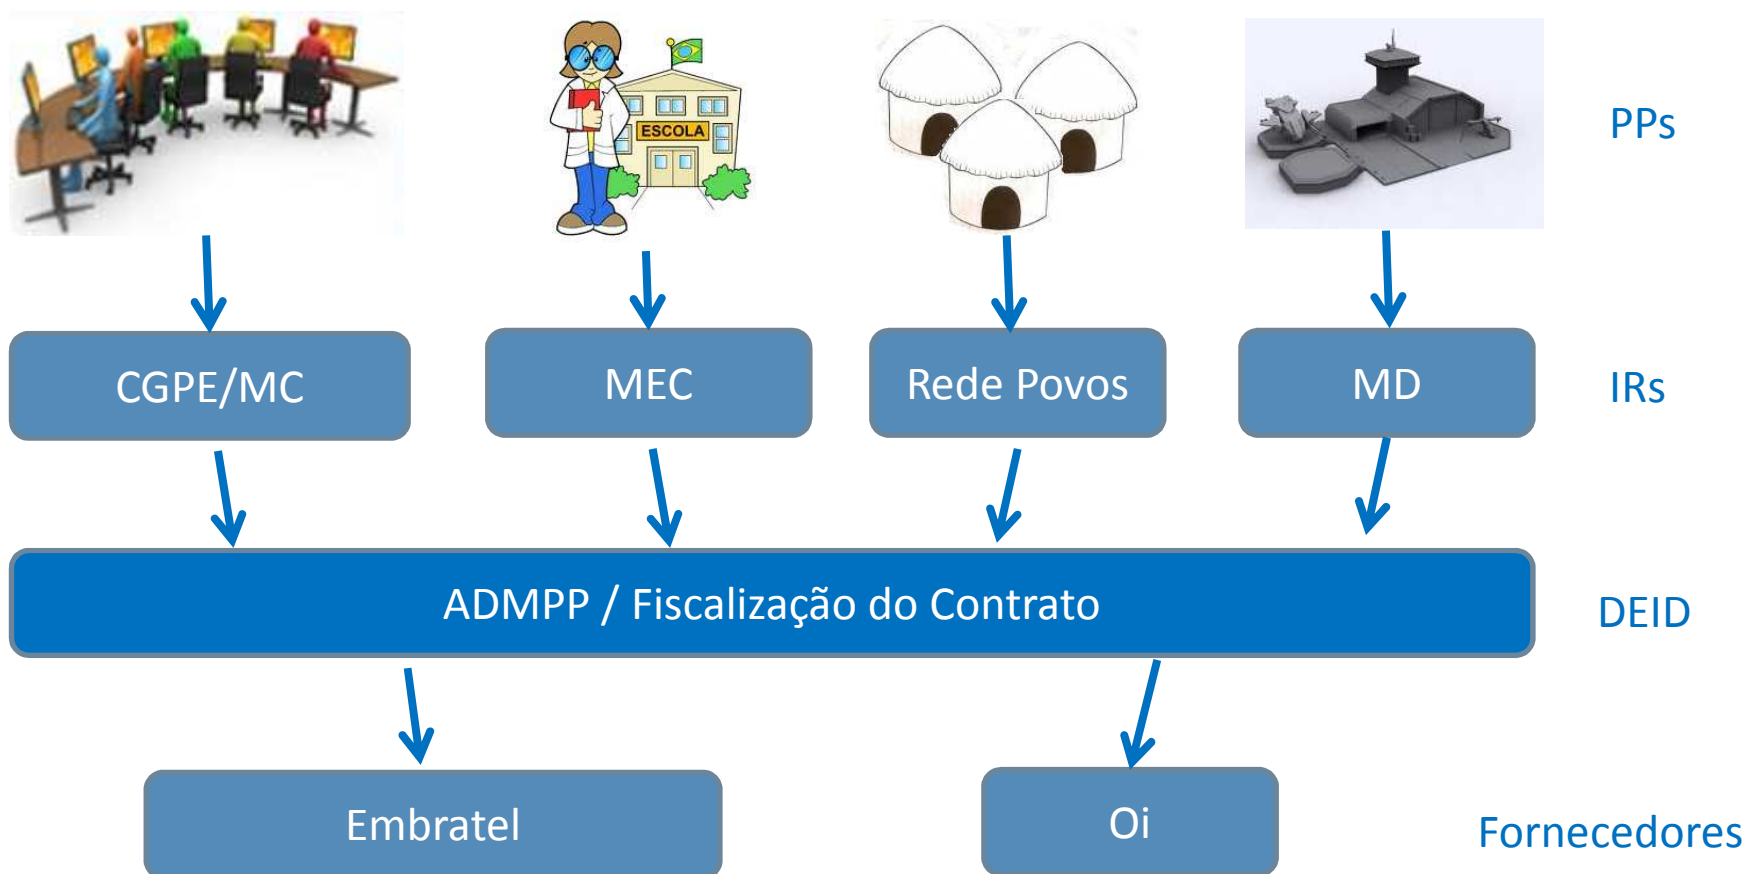 ESCOLA
PPs
CGPE/MC
MEC
Rede Povos
MD
IRs
ADMPP / Fiscalização do Contrato
DEID
Embratel
Oi
Fornecedores